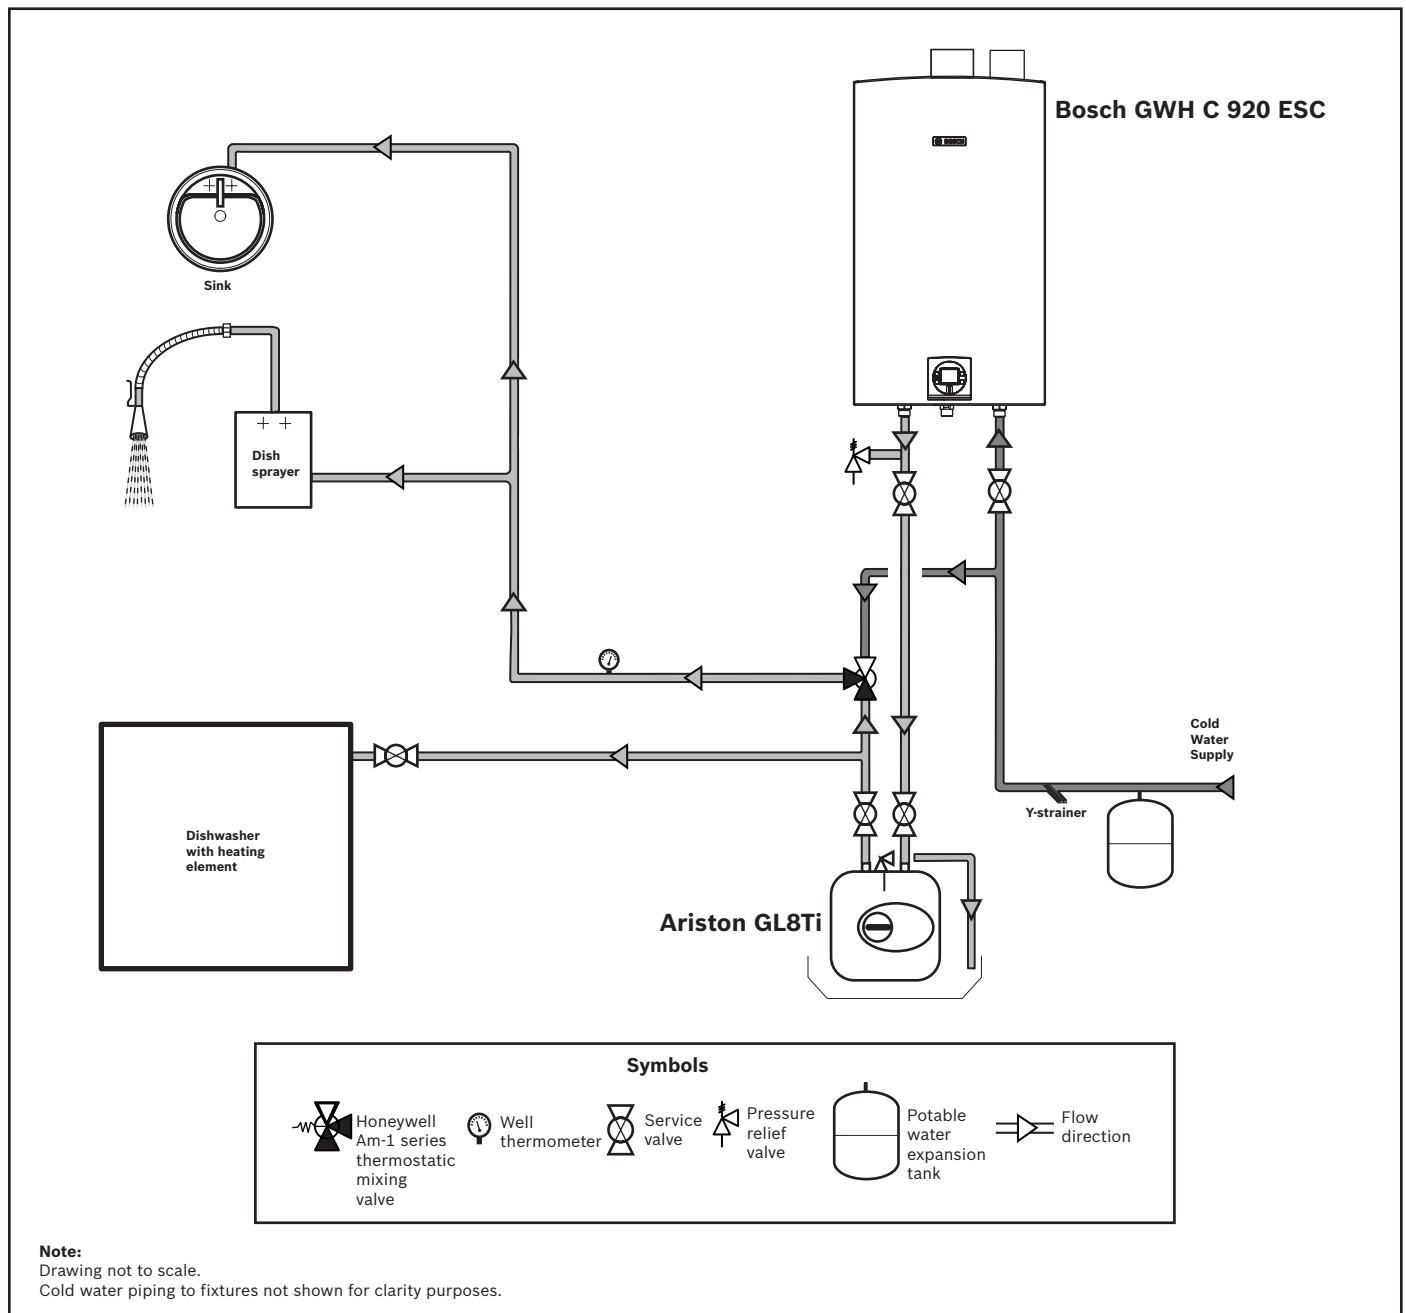 Bosch GWH C 920 ESC
BOSCH
Sink
Dish
sprayer
Cold
Water
Supply
Y-strainer
Dishwasher
with heating
element
Ariston GL8Ti
Symbols
Honeywell
Am-1 series
thermostatic
mixing
valve
Well
thermometer
Service
valve
Pressure
relief
valve
Potable
water
expansion
tank
Flow
direction
Note:
Drawing not to scale.
Cold water piping to fixtures not shown for clarity purposes.